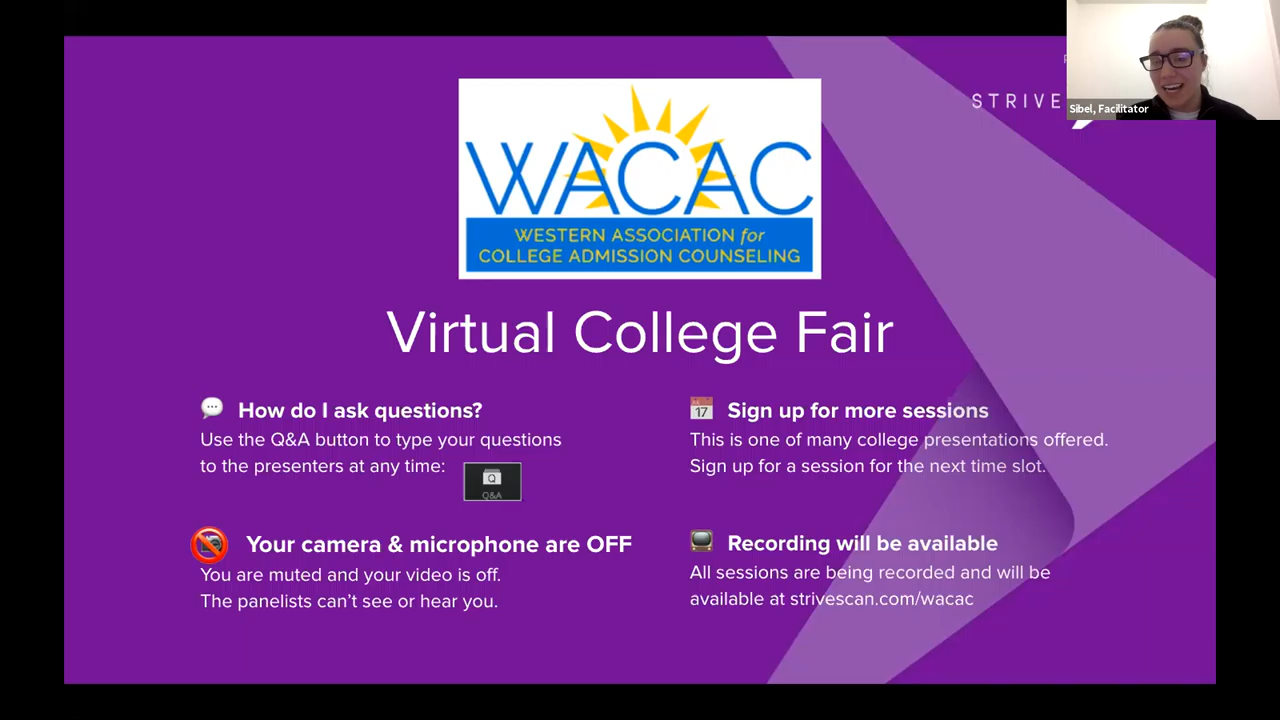 STRIVE
Sibel, Facilitator
WACAC
WESTERN ASSOCIATION for
COLLEGE ADMISSION COUNSELING
Virtual College Fair
How do I ask questions?
Use the Q&A button to type your questions
to the presenters at any time:
Q
Q&A
Sign up for more sessions
17
This is one of many college presentations offered.
Sign up for a session for the next time slot.
Your camera & microphone are OFF
You are muted and your video is off.
The panelists can’t see or hear you.
Recording will be available
All sessions are being recorded and will be
available at strivescan.com/wacac